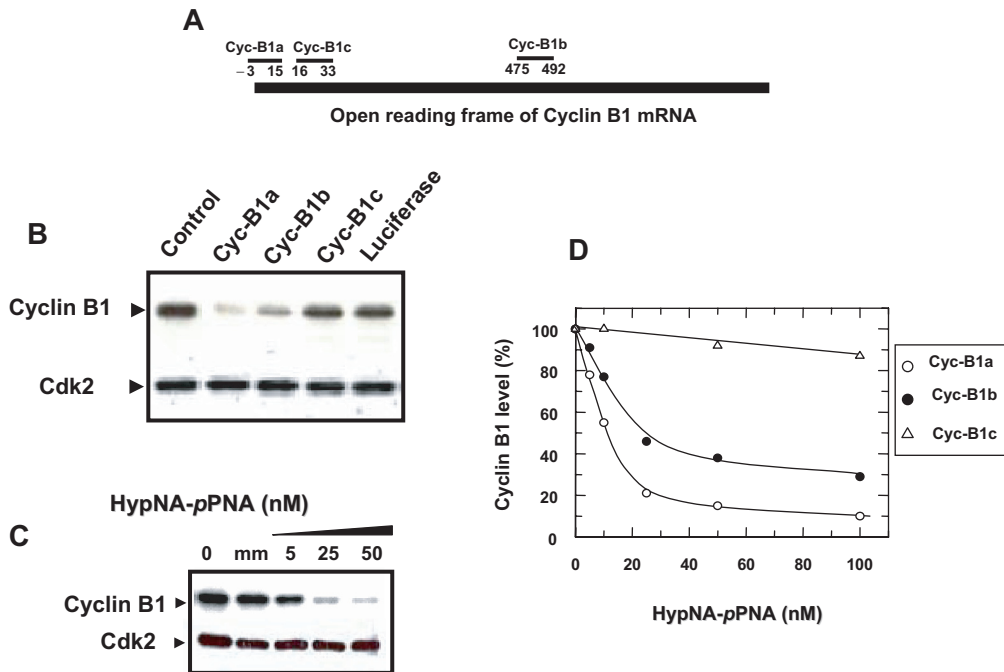 A
Cyc-B1a Cyc-B1c Cyc-B1b
–3 15 16 33 475 492
Open reading frame of Cyclin B1 mRNA
B
Control Cyc-B1a Cyc-B1b Cyc-B1c Luciferase
Cyclin B1
Cdk2
HypNA-pPNA (nM)
C
0 mm 5 25 50
Cyclin B1
Cdk2
D
Cyclin B1 level (%)
100
80
60
40
20
0
0 20 40 60 80 100
HypNA-pPNA (nM)
Cyc-B1a
Cyc-B1b
Cyc-B1c